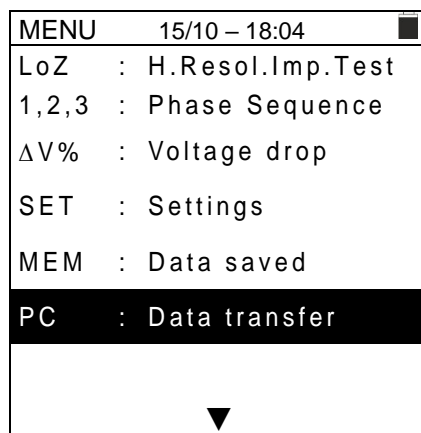 MENU 15/10 – 18:04
LoZ : H.Resol.Imp.Test
1,2,3 : Phase Sequence
ΔV% : Voltage drop
SET : Settings
MEM : Data saved
PC : Data transfer